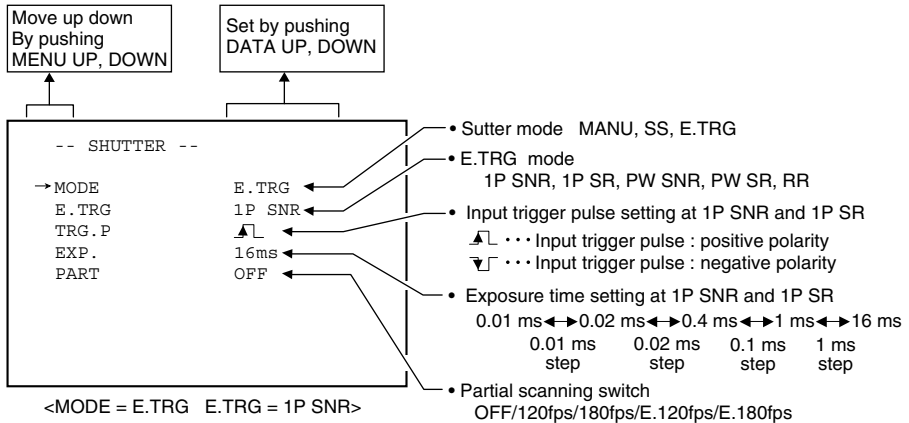 Move up down
By pushing
MENU UP, DOWN
Set by pushing
DATA UP, DOWN
-- SHUTTER --
→MODE E.TRG
E.TRG 1P SNR
TRG.P
EXP. 16ms
PART OFF
<MODE = E.TRG E.TRG = 1P SNR>
• Sutter mode MANU, SS, E.TRG
• E.TRG mode
1P SNR, 1P SR, PW SNR, PW SR, RR
• Input trigger pulse setting at 1P SNR and 1P SR
･･･Input trigger pulse : positive polarity
･･･Input trigger pulse : negative polarity
• Exposure time setting at 1P SNR and 1P SR
0.01 ms↔0.02 ms↔0.4 ms↔1 ms↔16 ms
0.01 ms 0.02 ms 0.1 ms 1 ms
step step step step
• Partial scanning switch
OFF/120fps/180fps/E.120fps/E.180fps